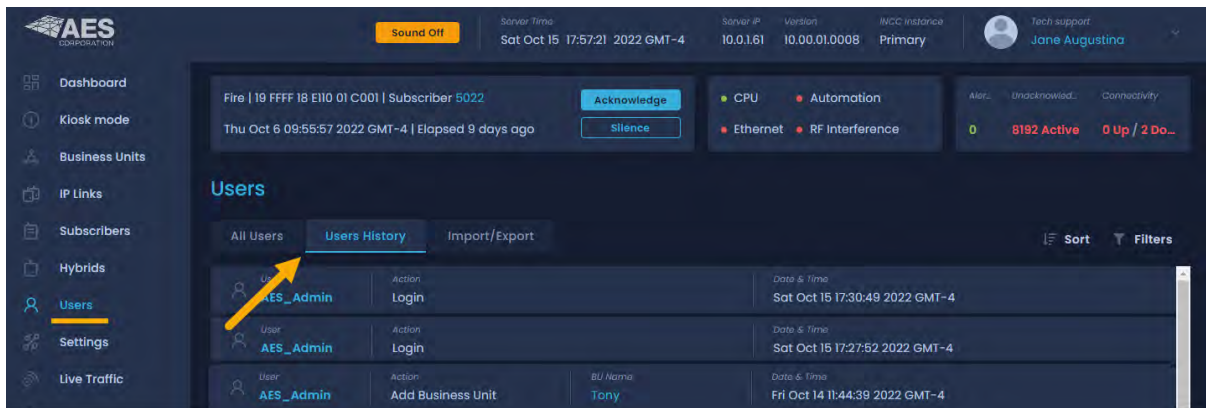 AES
CORPORATION
Sound Off
Server Time
Sat Oct 15 17:57:21 2022 GMT-4
Server IP
10.0.1.61
Version
10.00.01.0008
INCC Instance
Primary
Tech support
Jane Augustina
Dashboard
Kiosk mode
Business Units
IP Links
Subscribers
Hybrids
Users
Settings
Live Traffic
Fire | 19 FFFF 18 E110 01 C001 | Subscriber 5022
Thu Oct 6 09:55:57 2022 GMT-4 | Elapsed 9 days ago
Acknowledge
Silence
CPU
Automation
Ethernet
RF Interference
Aler...
0
Unacknowled...
8192 Active
Connectivity
0 Up / 2 Do...
Users
All Users
Users History
Import/Export
Sort
Filters
User
AES_Admin
Action
Login
Date & Time
Sat Oct 15 17:30:49 2022 GMT-4
User
AES_Admin
Action
Login
Date & Time
Sat Oct 15 17:27:52 2022 GMT-4
User
AES_Admin
Action
Add Business Unit
BU Name
Tony
Date & Time
Fri Oct 14 11:44:39 2022 GMT-4